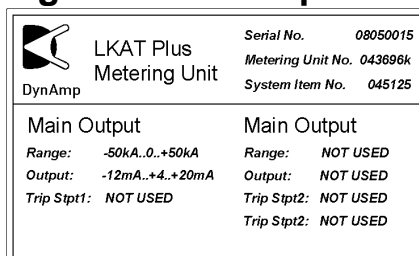 LKAT Plus
Metering Unit
DynAmp
Serial No. 08050015
Metering Unit No. 043696k
System Item No. 045125
Main Output
Range: -50kA..0..+50kA
Output: -12mA..+4..+20mA
Trip Stpt1: NOT USED
Main Output
Range: NOT USED
Output: NOT USED
Trip Stpt2: NOT USED
Trip Stpt2: NOT USED